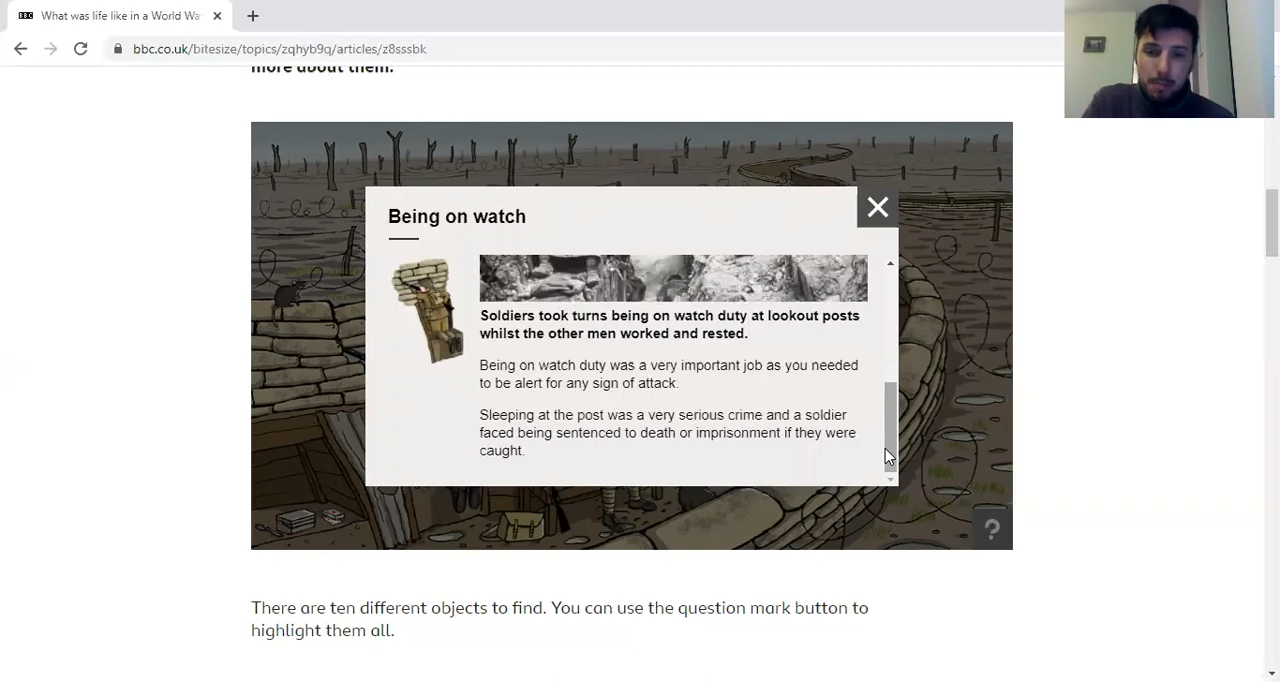 BBC What was life like in a World Wa
bbc.co.uk/bitesize/topics/zqhyb9q/articles/z8sssbk
more about them.
Being on watch
Soldiers took turns being on watch duty at lookout posts
whilst the other men worked and rested.
Being on watch duty was a very important job as you needed
to be alert for any sign of attack.
Sleeping at the post was a very serious crime and a soldier
faced being sentenced to death or imprisonment if they were
caught.
?
There are ten different objects to find. You can use the question mark button to
highlight them all.